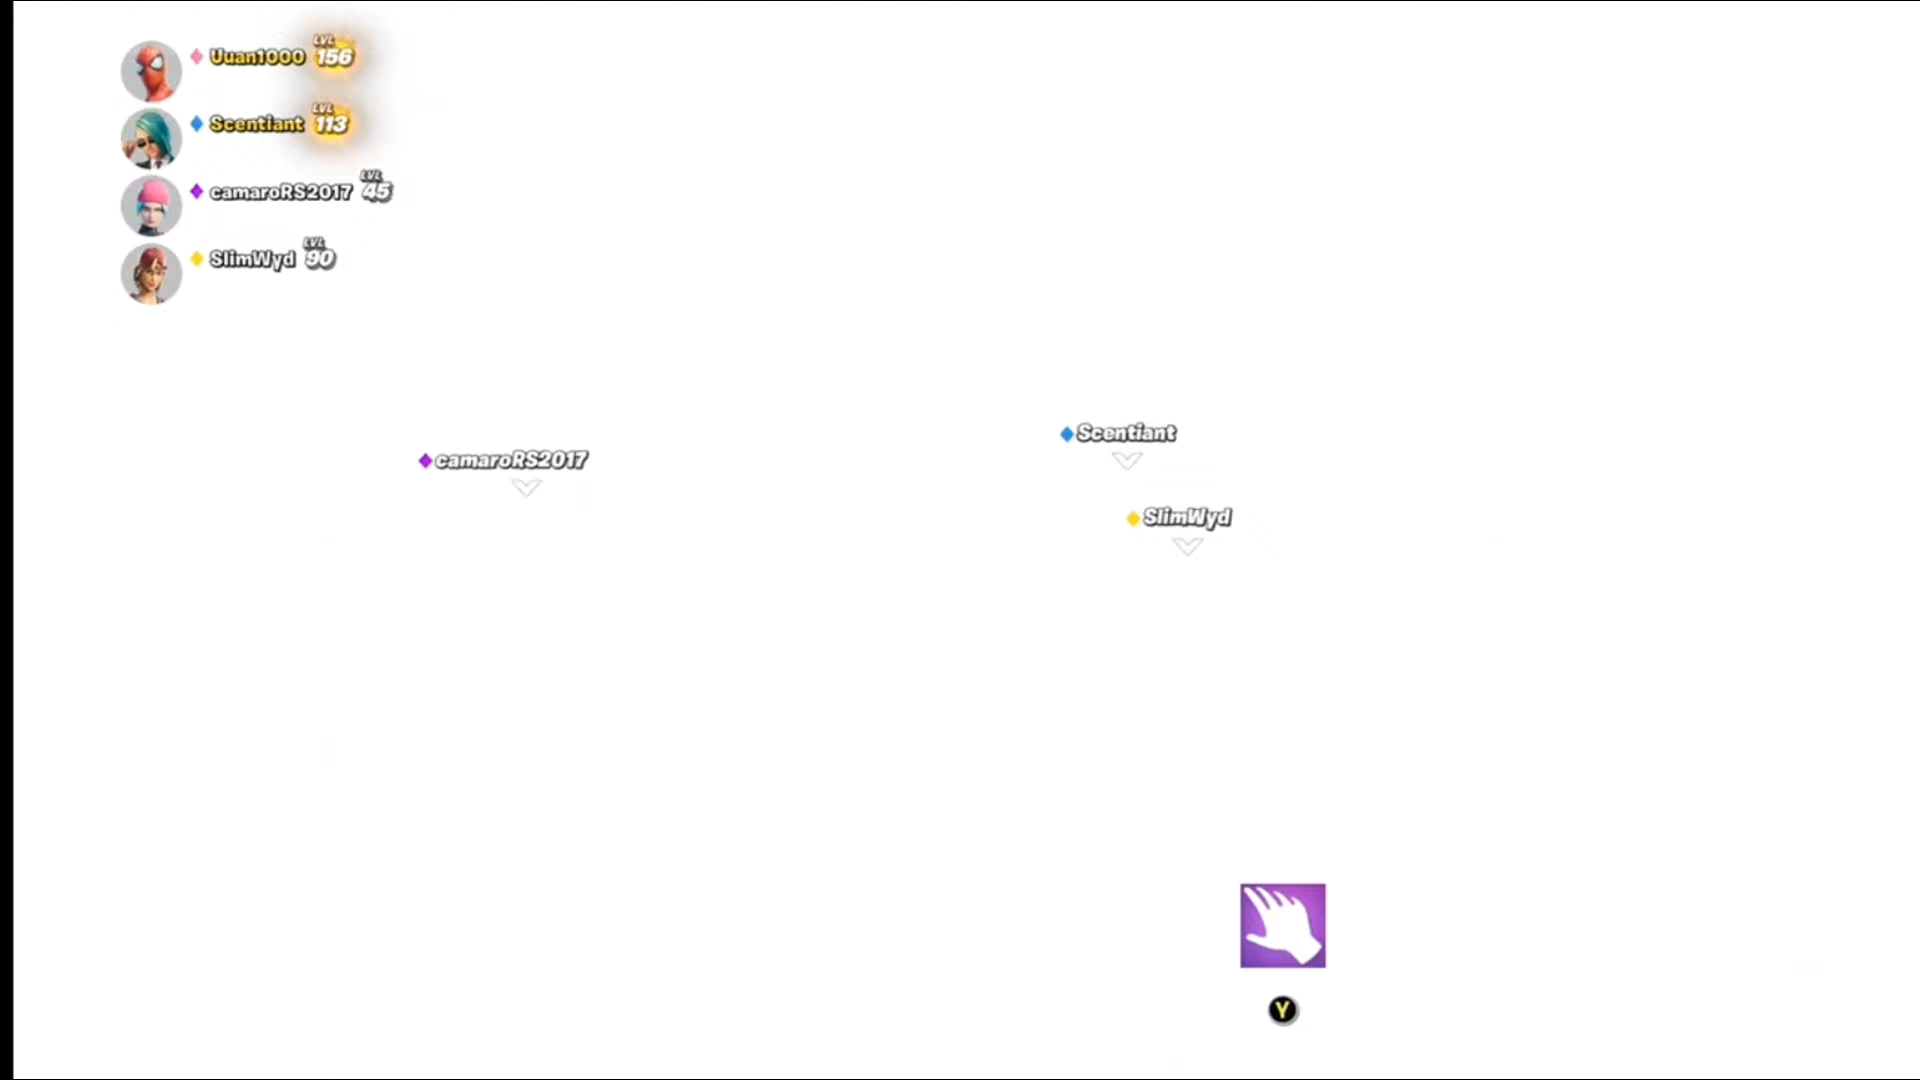 LVL
Uuan1000 156
LVL
Scentiant 113
LVL
camaroRS2017 45
LVL
SlimWyd 90
Scentiant
camaroRS2017
SlimWyd
Y